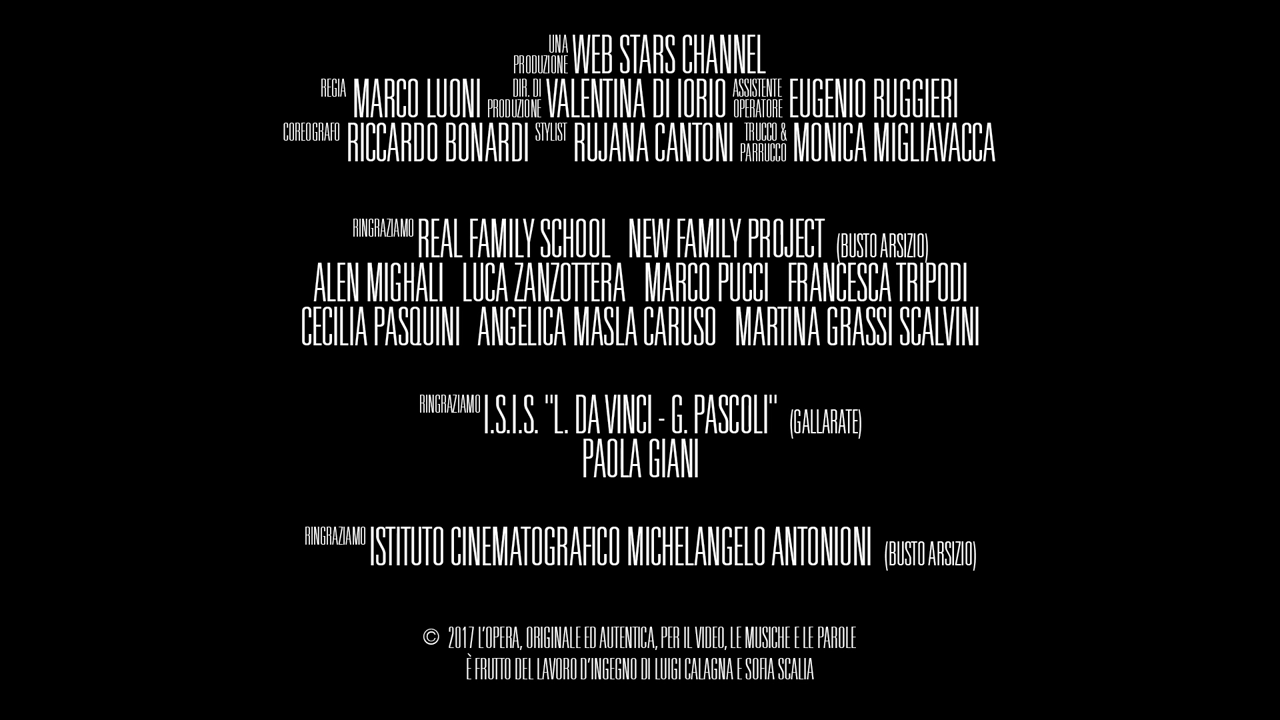 UNA PRODUZIONE WEB STARS CHANNEL
REGIA MARCO LUONI DIR. DI PRODUZIONE VALENTINA DI IORIO ASSISTENTE OPERATORE EUGENIO RUGGIERI
COREOGRAFO RICCARDO BONARDI STYLIST RUJANA CANTONI TRUCCO & PARRUCCO MONICA MIGLIAVACCA
RINGRAZIAMO REAL FAMILY SCHOOL NEW FAMILY PROJECT (BUSTO ARSIZIO)
ALEN MIGHALI LUCA ZANZOTTERA MARCO PUCCI FRANCESCA TRIPODI
CECILIA PASQUINI ANGELICA MASLA CARUSO MARTINA GRASSI SCALVINI
RINGRAZIAMO I.S.I.S. "L. DA VINCI - G. PASCOLI" (GALLARATE)
PAOLA GIANI
RINGRAZIAMO ISTITUTO CINEMATOGRAFICO MICHELANGELO ANTONIONI (BUSTO ARSIZIO)
© 2017 L'OPERA, ORIGINALE ED AUTENTICA, PER IL VIDEO, LE MUSICHE E LE PAROLE
È FRUTTO DEL LAVORO D'INGEGNO DI LUIGI CALAGNA E SOFIA SCALIA